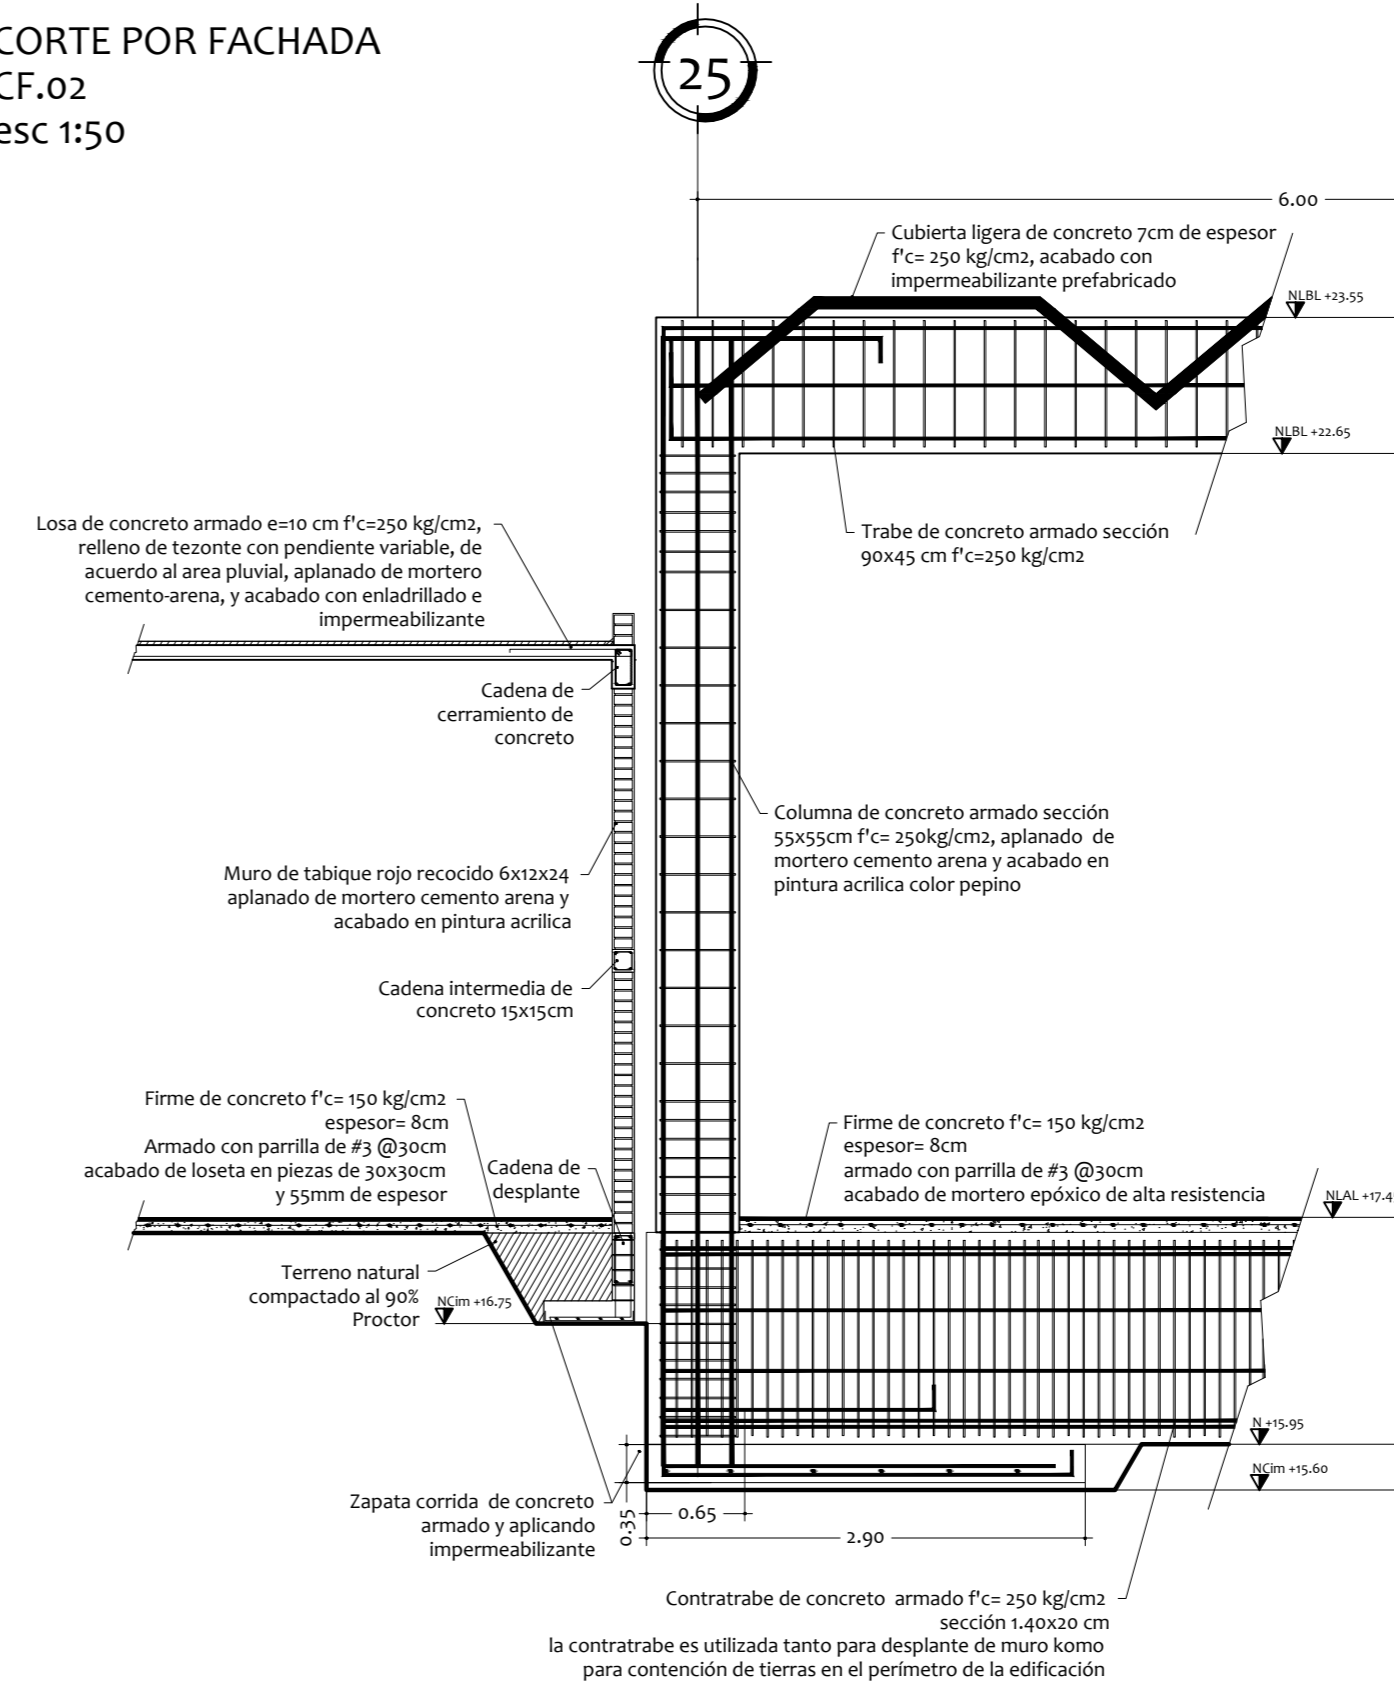 CORTE POR FACHADA
CF.02
esc 1:50
25
6.00
Cubierta ligera de concreto 7cm de espesor
f'c= 250 kg/cm2, acabado con
impermeabilizante prefabricado
NLBL +23.55
NLBL +22.65
Trabe de concreto armado sección
90x45 cm f'c=250 kg/cm2
Losa de concreto armado e=10 cm f'c=250 kg/cm2,
relleno de tezonte con pendiente variable, de
acuerdo al area pluvial, aplanado de mortero
cemento-arena, y acabado con enladrillado e
impermeabilizante
Cadena de
cerramiento de
concreto
Columna de concreto armado sección
55x55cm f'c= 250kg/cm2, aplanado de
mortero cemento arena y acabado en
pintura acrilica color pepino
Muro de tabique rojo recocido 6x12x24
aplanado de mortero cemento arena y
acabado en pintura acrilica
Cadena intermedia de
concreto 15x15cm
Firme de concreto f'c= 150 kg/cm2
espesor= 8cm
Armado con parrilla de #3 @30cm
acabado de loseta en piezas de 30x30cm
y 55mm de espesor
Cadena de
desplante
Firme de concreto f'c= 150 kg/cm2
espesor= 8cm
armado con parrilla de #3 @30cm
acabado de mortero epóxico de alta resistencia
NLAL +17.4
Terreno natural
compactado al 90%
Proctor
NCim +16.75
N +15.95
NCim +15.60
Zapata corrida de concreto
armado y aplicando
impermeabilizante
0.35
0.65
2.90
Contratrabe de concreto armado f'c= 250 kg/cm2
sección 1.40x20 cm
la contratrabe es utilizada tanto para desplante de muro komo
para contención de tierras en el perímetro de la edificación